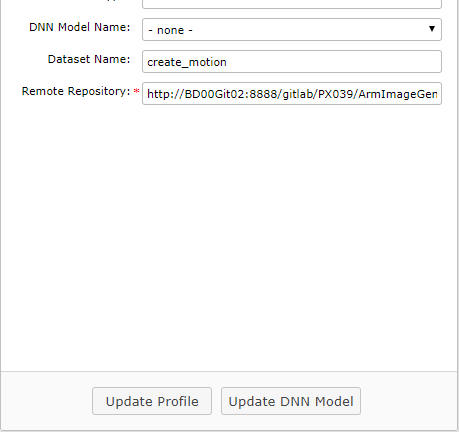 DNN Model Name:
- none -
Dataset Name:
create_motion
Remote Repository:*
http://BD00Git02:8888/gitlab/PX039/ArmImageGen
Update Profile
Update DNN Model